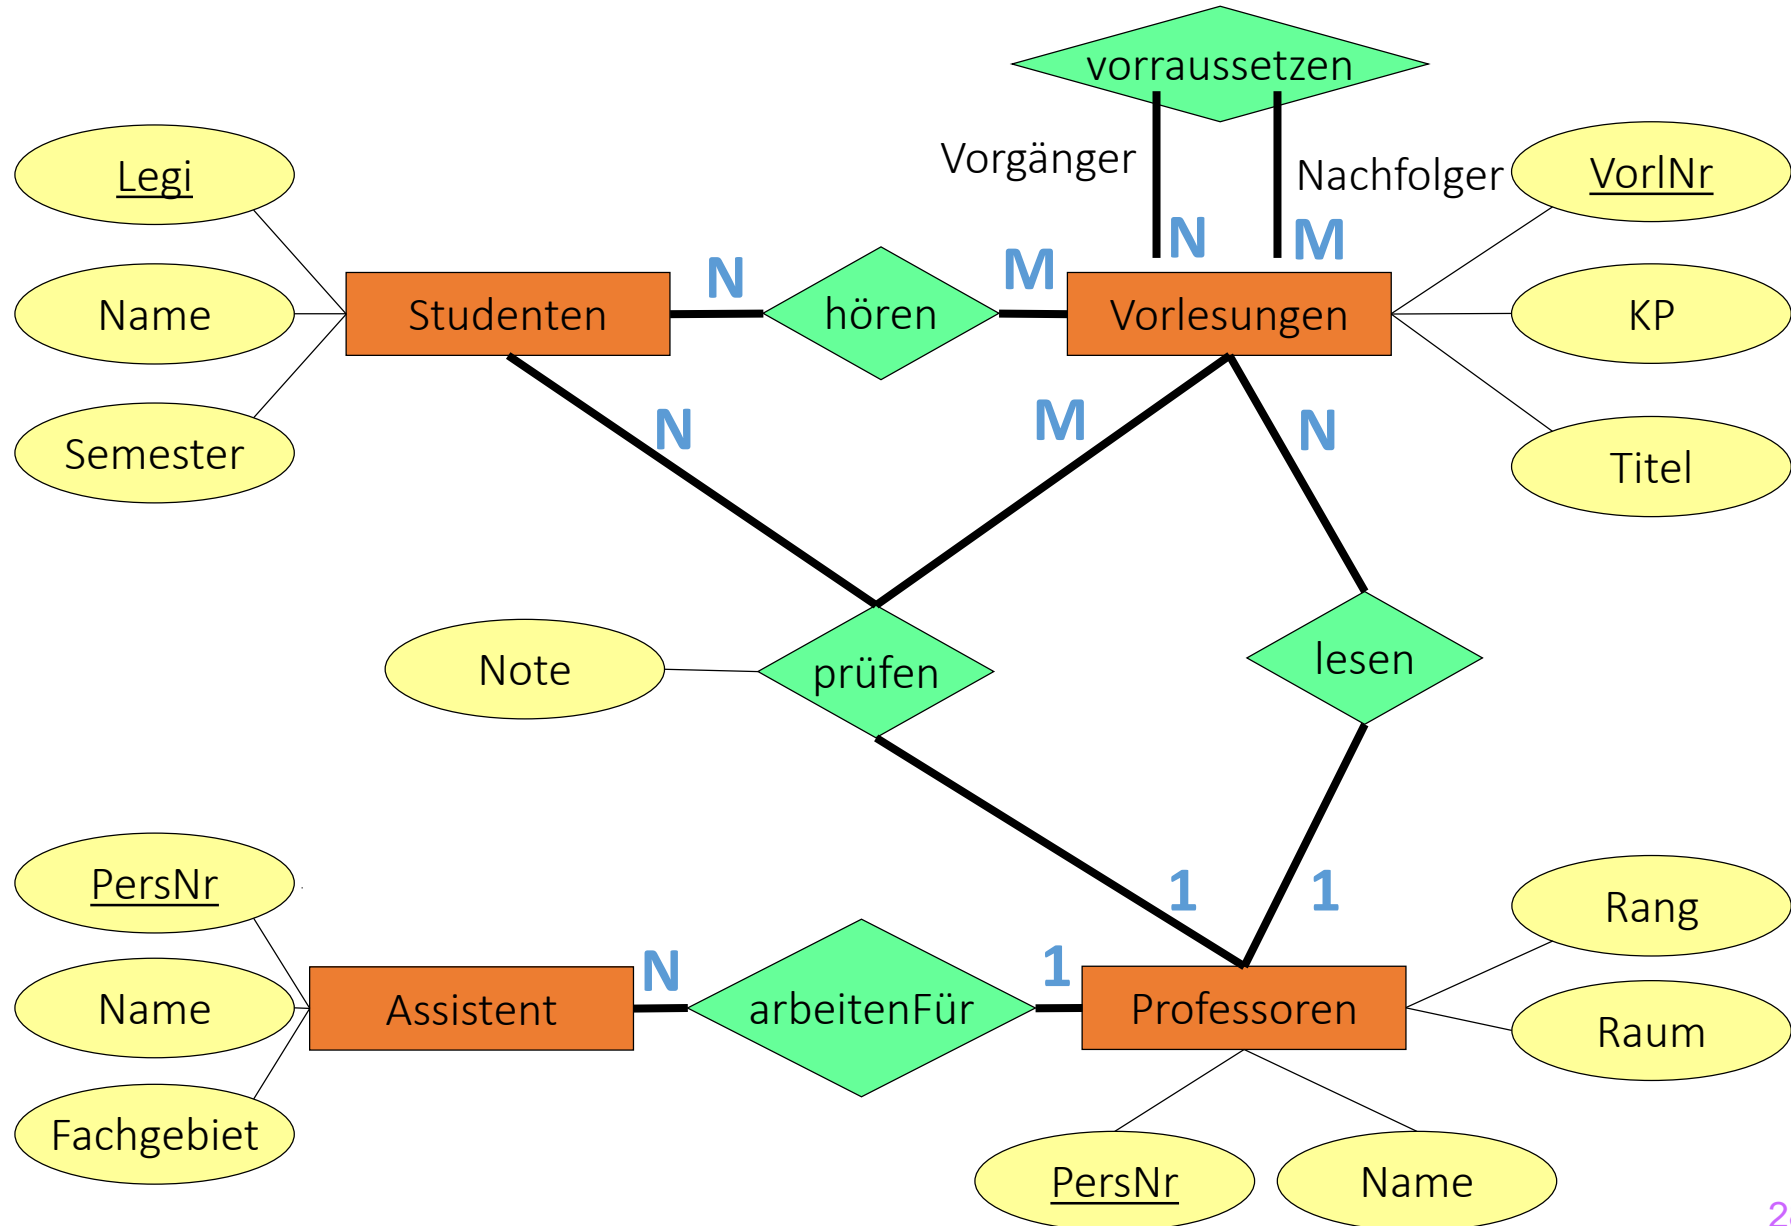 vorraussetzen
Vorgänger
Nachfolger
Legi
VorlNr
N
M
N
M
Name
Studenten
hören
Vorlesungen
KP
Semester
N
M
N
Titel
Note
prüfen
lesen
PersNr
1
1
Rang
N
1
Name
Assistent
arbeitenFür
Professoren
Raum
Fachgebiet
PersNr
Name